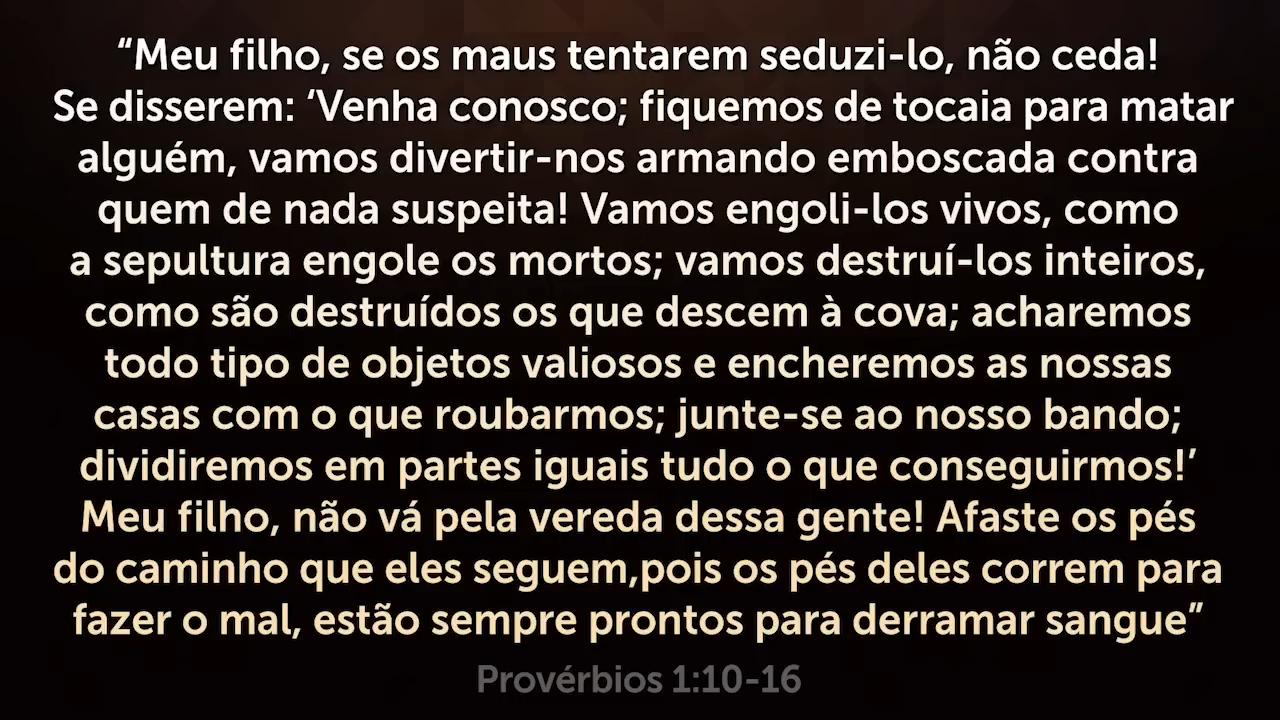 “Meu filho, se os maus tentarem seduzi-lo, não ceda!
Se disserem: ‘Venha conosco; fiquemos de tocaia para matar
alguém, vamos divertir-nos armando emboscada contra
quem de nada suspeita! Vamos engoli-los vivos, como
a sepultura engole os mortos; vamos destruí-los inteiros,
como são destruídos os que descem à cova; acharemos
todo tipo de objetos valiosos e encheremos as nossas
casas com o que roubarmos; junte-se ao nosso bando;
dividiremos em partes iguais tudo o que conseguirmos!’
Meu filho, não vá pela vereda dessa gente! Afaste os pés
do caminho que eles seguem,pois os pés deles correm para
fazer o mal, estão sempre prontos para derramar sangue”
Provérbios 1:10-16